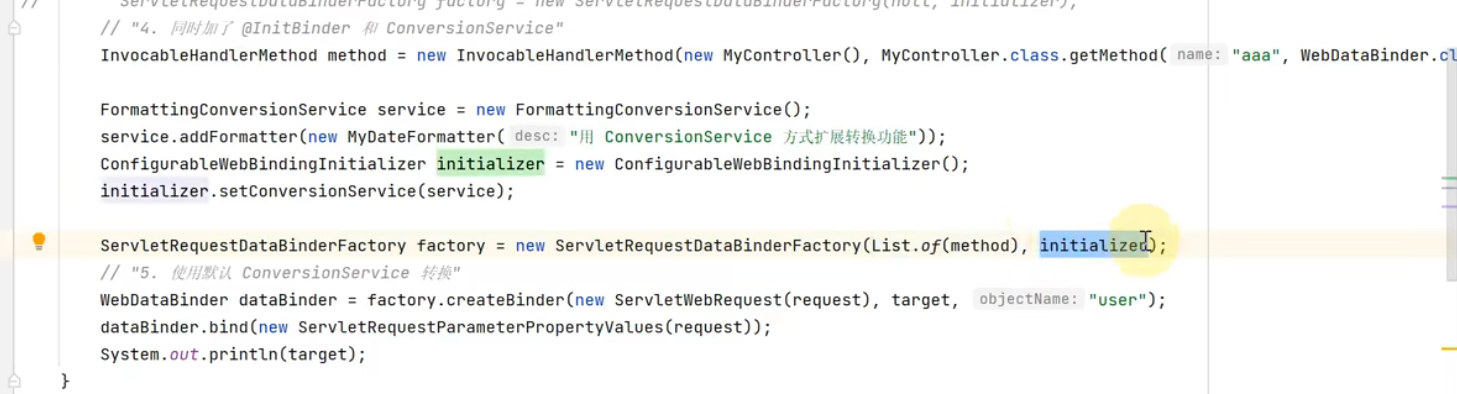 //      ServletRequestDataBinderFactory factory = new ServletRequestDataBinderFactory(null, initializer);
// "4. 同时加了 @InitBinder 和 ConversionService"
InvocableHandlerMethod method = new InvocableHandlerMethod(new MyController(), MyController.class.getMethod( name: "aaa", WebDataBinder.cl
FormattingConversionService service = new FormattingConversionService();
service.addFormatter(new MyDateFormatter( desc: "用 ConversionService 方式扩展转换功能"));
ConfigurableWebBindingInitializer initializer = new ConfigurableWebBindingInitializer();
initializer.setConversionService(service);
ServletRequestDataBinderFactory factory = new ServletRequestDataBinderFactory(List.of(method), initializer);
// "5. 使用默认 ConversionService 转换"
WebDataBinder dataBinder = factory.createBinder(new ServletWebRequest(request), target, objectName: "user");
dataBinder.bind(new ServletRequestParameterPropertyValues(request));
System.out.println(target);
}